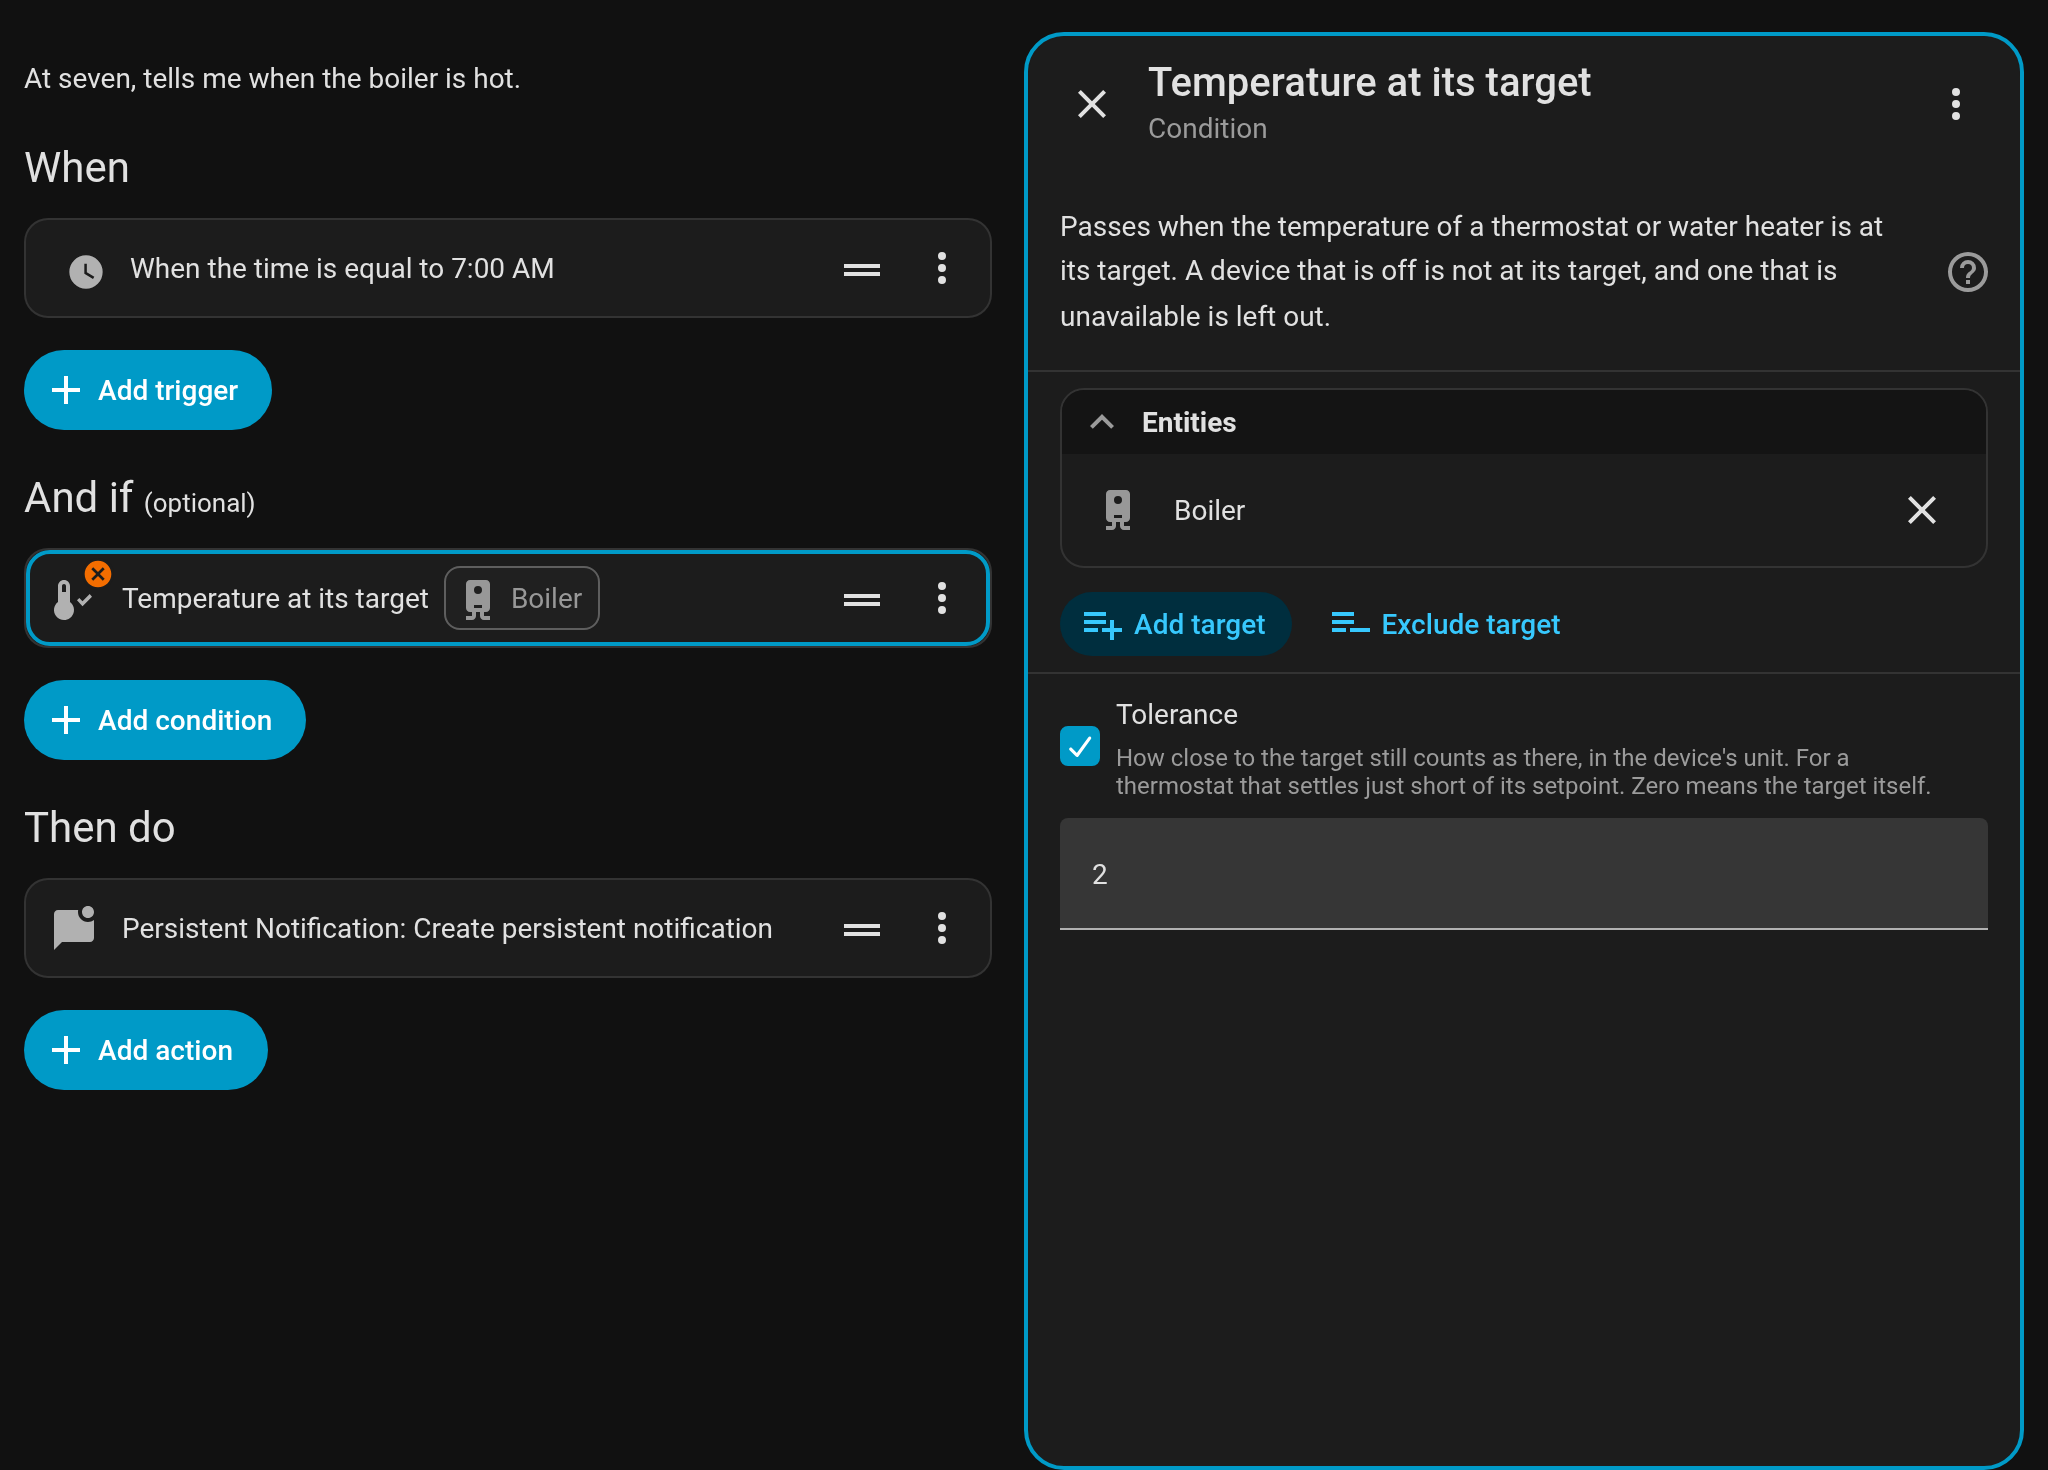 At seven, tells me when the boiler is hot.
When
When the time is equal to 7:00 AM
Add trigger
And if (optional)
Temperature at its target Boiler
Add condition
Then do
Persistent Notification: Create persistent notification
Add action
Temperature at its target
Condition
Passes when the temperature of a thermostat or water heater is at
its target. A device that is off is not at its target, and one that is
unavailable is left out.
Entities
Boiler
Add target Exclude target
Tolerance
How close to the target still counts as there, in the device's unit. For a
thermostat that settles just short of its setpoint. Zero means the target itself.
2